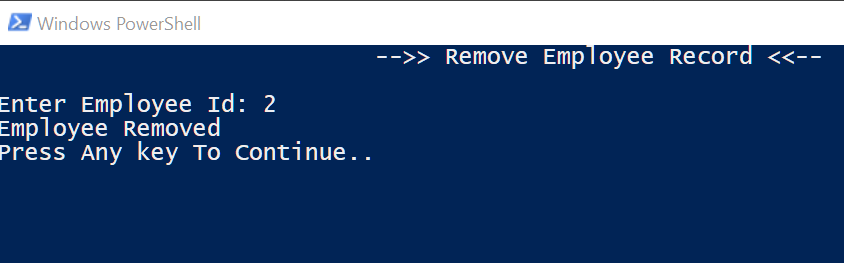 Windows PowerShell
-->> Remove Employee Record <<--
Enter Employee Id: 2
Employee Removed
Press Any key To Continue..